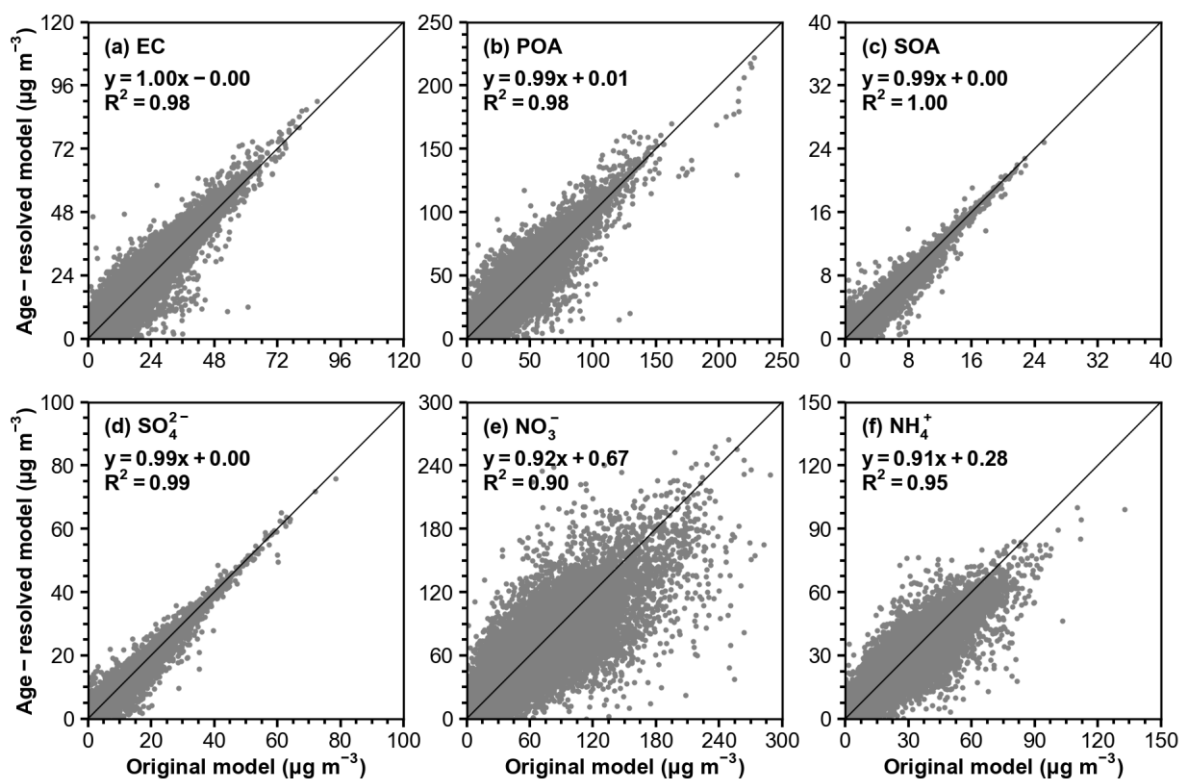 Age−resolved model (μg m⁻³)
120
96
72
48
24
0
(a) EC
y = 1.00x − 0.00
R² = 0.98
0 24 48 72 96 120
250
200
150
100
50
0
(b) POA
y = 0.99x + 0.01
R² = 0.98
0 50 100 150 200 250
40
32
24
16
8
0
(c) SOA
y = 0.99x + 0.00
R² = 1.00
0 8 16 24 32 40
Age−resolved model (μg m⁻³)
100
80
60
40
20
0
(d) SO₄²⁻
y = 0.99x + 0.00
R² = 0.99
0 20 40 60 80 100
Original model (μg m⁻³)
300
240
180
120
60
0
(e) NO₃⁻
y = 0.92x + 0.67
R² = 0.90
0 60 120 180 240 300
Original model (μg m⁻³)
150
120
90
60
30
0
(f) NH₄⁺
y = 0.91x + 0.28
R² = 0.95
0 30 60 90 120 150
Original model (μg m⁻³)